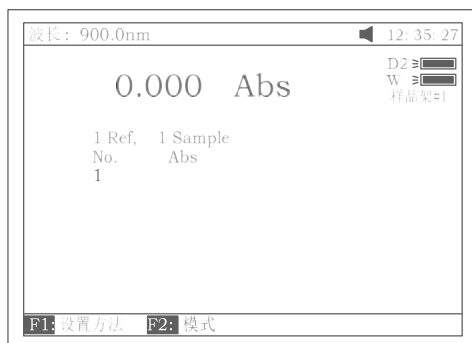 波长: 900.0nm 12: 35: 27
0.000 Abs
D2
W
样品架#1
1 Ref, 1 Sample
No. Abs
1
F1: 设置方法 F2: 模式